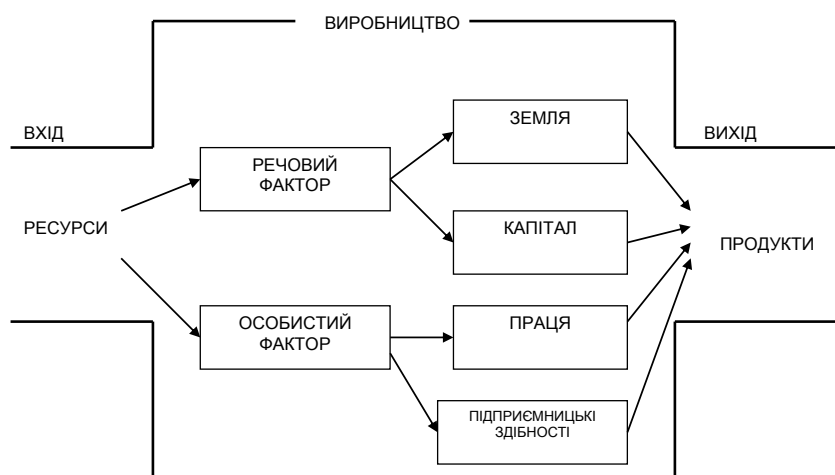 ВИРОБНИЦТВО
ВХІД
ВИХІД
РЕСУРСИ
РЕЧОВИЙ
ФАКТОР
ОСОБИСТИЙ
ФАКТОР
ЗЕМЛЯ
КАПІТАЛ
ПРАЦЯ
ПІДПРИЄМНИЦЬКІ
ЗДІБНОСТІ
ПРОДУКТИ